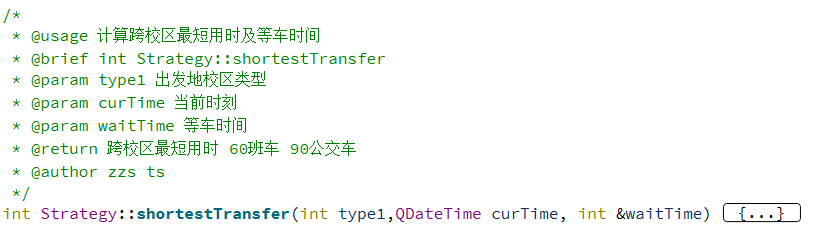 /*
 * @usage 计算跨校区最短用时及等车时间
 * @brief int Strategy::shortestTransfer
 * @param type1 出发地校区类型
 * @param curTime 当前时刻
 * @param waitTime 等车时间
 * @return 跨校区最短用时 60班车 90公交车
 * @author zzs ts
 */
int Strategy::shortestTransfer(int type1,QDateTime curTime, int &waitTime) {...}